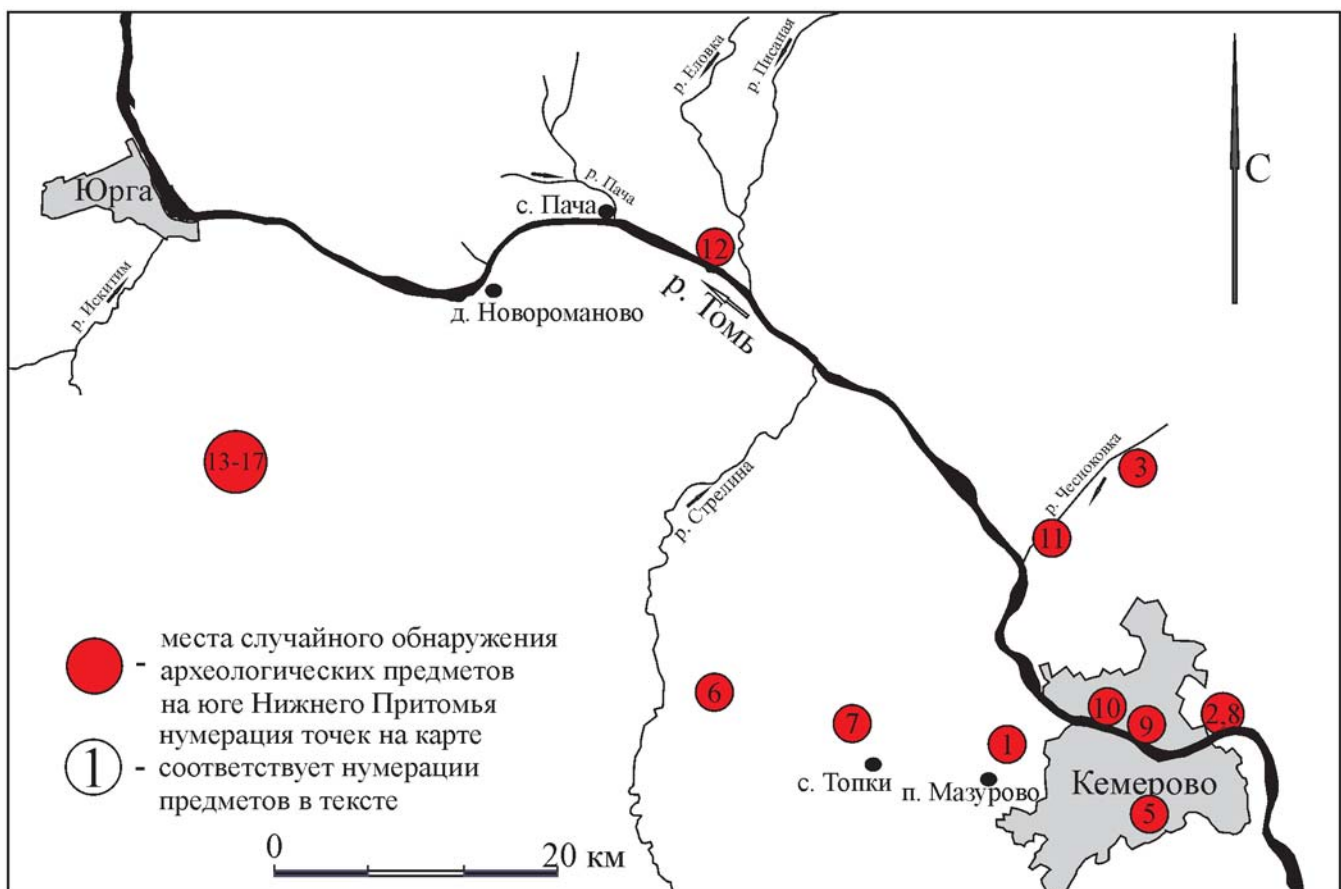 р. Еловка
р. Писаная
С
Юрга
р. Пача
с. Пача
12
р. Томь
р. Искитим
д. Новороманово
13-17
р. Стрелина
р. Чесноковка
3
11
места случайного обнаружения
- археологических предметов
на юге Нижнего Притомья
6
7
1
10
9
2,8
1
нумерация точек на карте
- соответствует нумерации
предметов в тексте
с. Топки
п. Мазурово
Кемерово
5
0
20 км